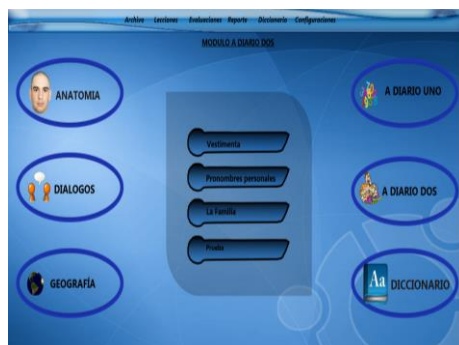 Archivo Lecciones Evaluaciones Reporte Diccionario Configuraciones
MODULO A DIARIO DOS
ANATOMIA
A DIARIO UNO
Vestimenta
Pronombres personales
DIALOGOS
A DIARIO DOS
La Familia
Prueba
GEOGRAFÍA
Aa DICCIONARIO